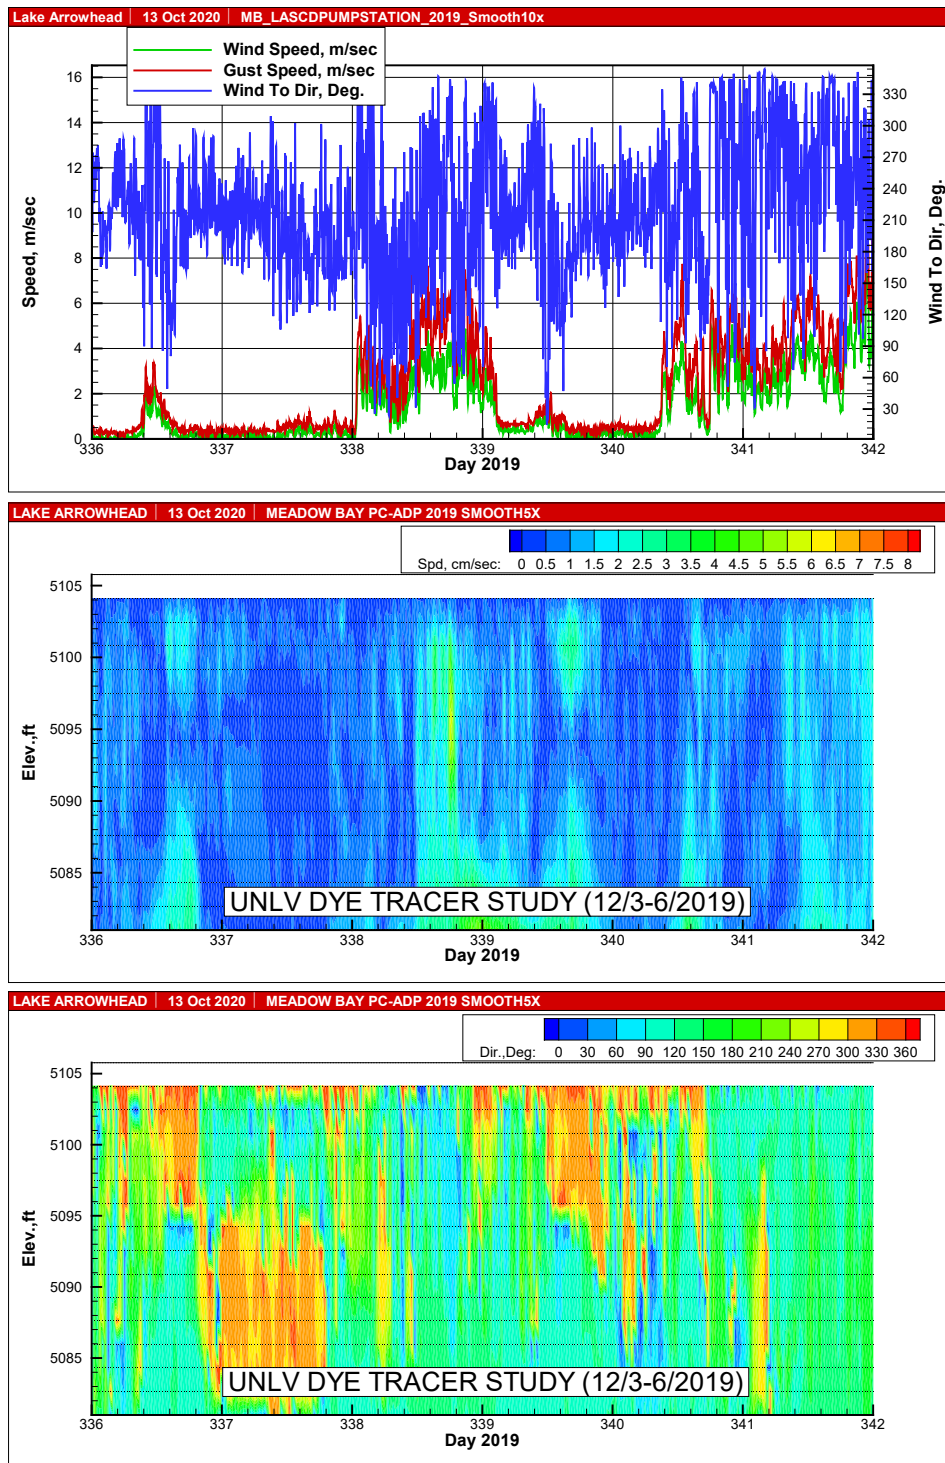 Lake Arrowhead | 13 Oct 2020 | MB_LASCDPUMPSTATION_2019_Smooth10x
Wind Speed, m/sec
Gust Speed, m/sec
Wind To Dir, Deg.
16
14
12
10
8
6
4
2
0
Speed, m/sec
330
300
270
240
210
180
150
120
90
60
30
Wind To Dir, Deg.
336 337 338 339 340 341 342
Day 2019
LAKE ARROWHEAD | 13 Oct 2020 | MEADOW BAY PC-ADP 2019 SMOOTH5X
Spd, cm/sec: 0 0.5 1 1.5 2 2.5 3 3.5 4 4.5 5 5.5 6 6.5 7 7.5 8
5105
5100
5095
5090
5085
Elev.,ft
UNLV DYE TRACER STUDY (12/3-6/2019)
336 337 338 339 340 341 342
Day 2019
LAKE ARROWHEAD | 13 Oct 2020 | MEADOW BAY PC-ADP 2019 SMOOTH5X
Dir.,Deg: 0 30 60 90 120 150 180 210 240 270 300 330 360
5105
5100
5095
5090
5085
Elev.,ft
UNLV DYE TRACER STUDY (12/3-6/2019)
336 337 338 339 340 341 342
Day 2019